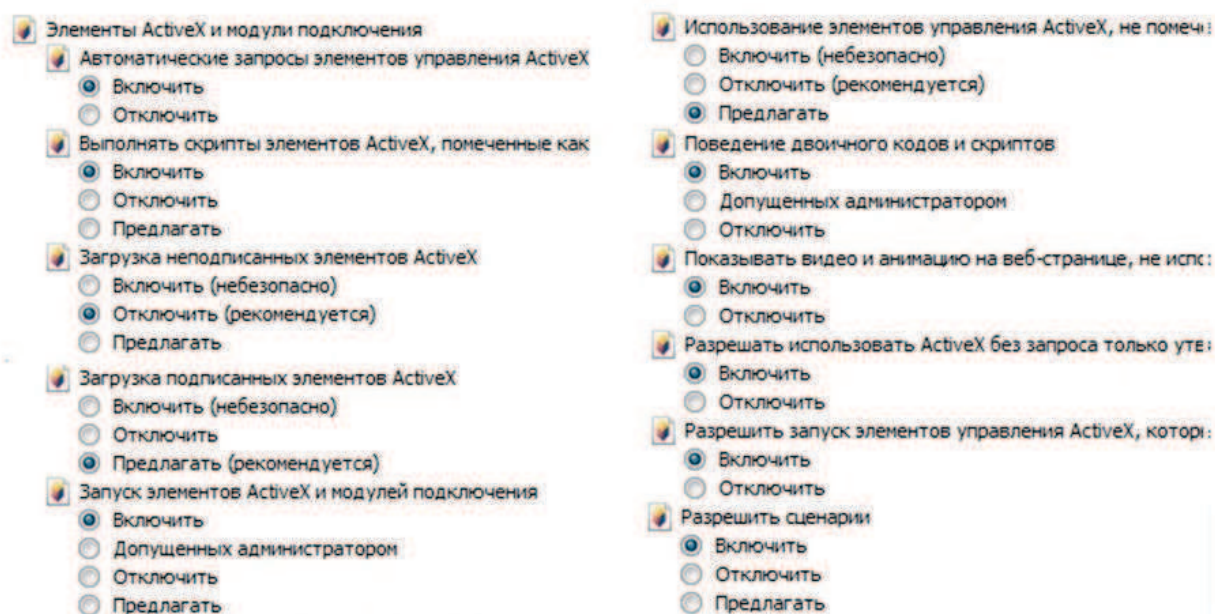 Элементы ActiveX и модули подключения
Автоматические запросы элементов управления ActiveX
Включить
Отключить
Выполнять скрипты элементов ActiveX, помеченные как
Включить
Отключить
Предлагать
Загрузка неподписанных элементов ActiveX
Включить (небезопасно)
Отключить (рекомендуется)
Предлагать
Загрузка подписанных элементов ActiveX
Включить (небезопасно)
Отключить
Предлагать (рекомендуется)
Запуск элементов ActiveX и модулей подключения
Включить
Допущенных администратором
Отключить
Предлагать
Использование элементов управления ActiveX, не
Включить (небезопасно)
Отключить (рекомендуется)
Предлагать
Поведение двоичного кодов и скриптов
Включить
Допущенных администратором
Отключить
Показывать видео и анимацию на веб-странице, не
Включить
Отключить
Разрешать использовать ActiveX без запроса только
Включить
Отключить
Разрешить запуск элементов управления ActiveX,
Включить
Отключить
Разрешить сценарии
Включить
Отключить
Предлагать